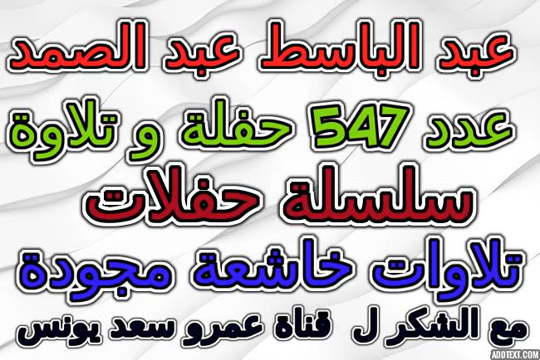 عبد الباسط عبد الصمد
عدد 547 حفلة و تلاوة
سلسلة حفلات
تلاوات خاشعة مجودة
مع الشكر ل قناة عمرو سعد يونس
ADDTEXT.COM